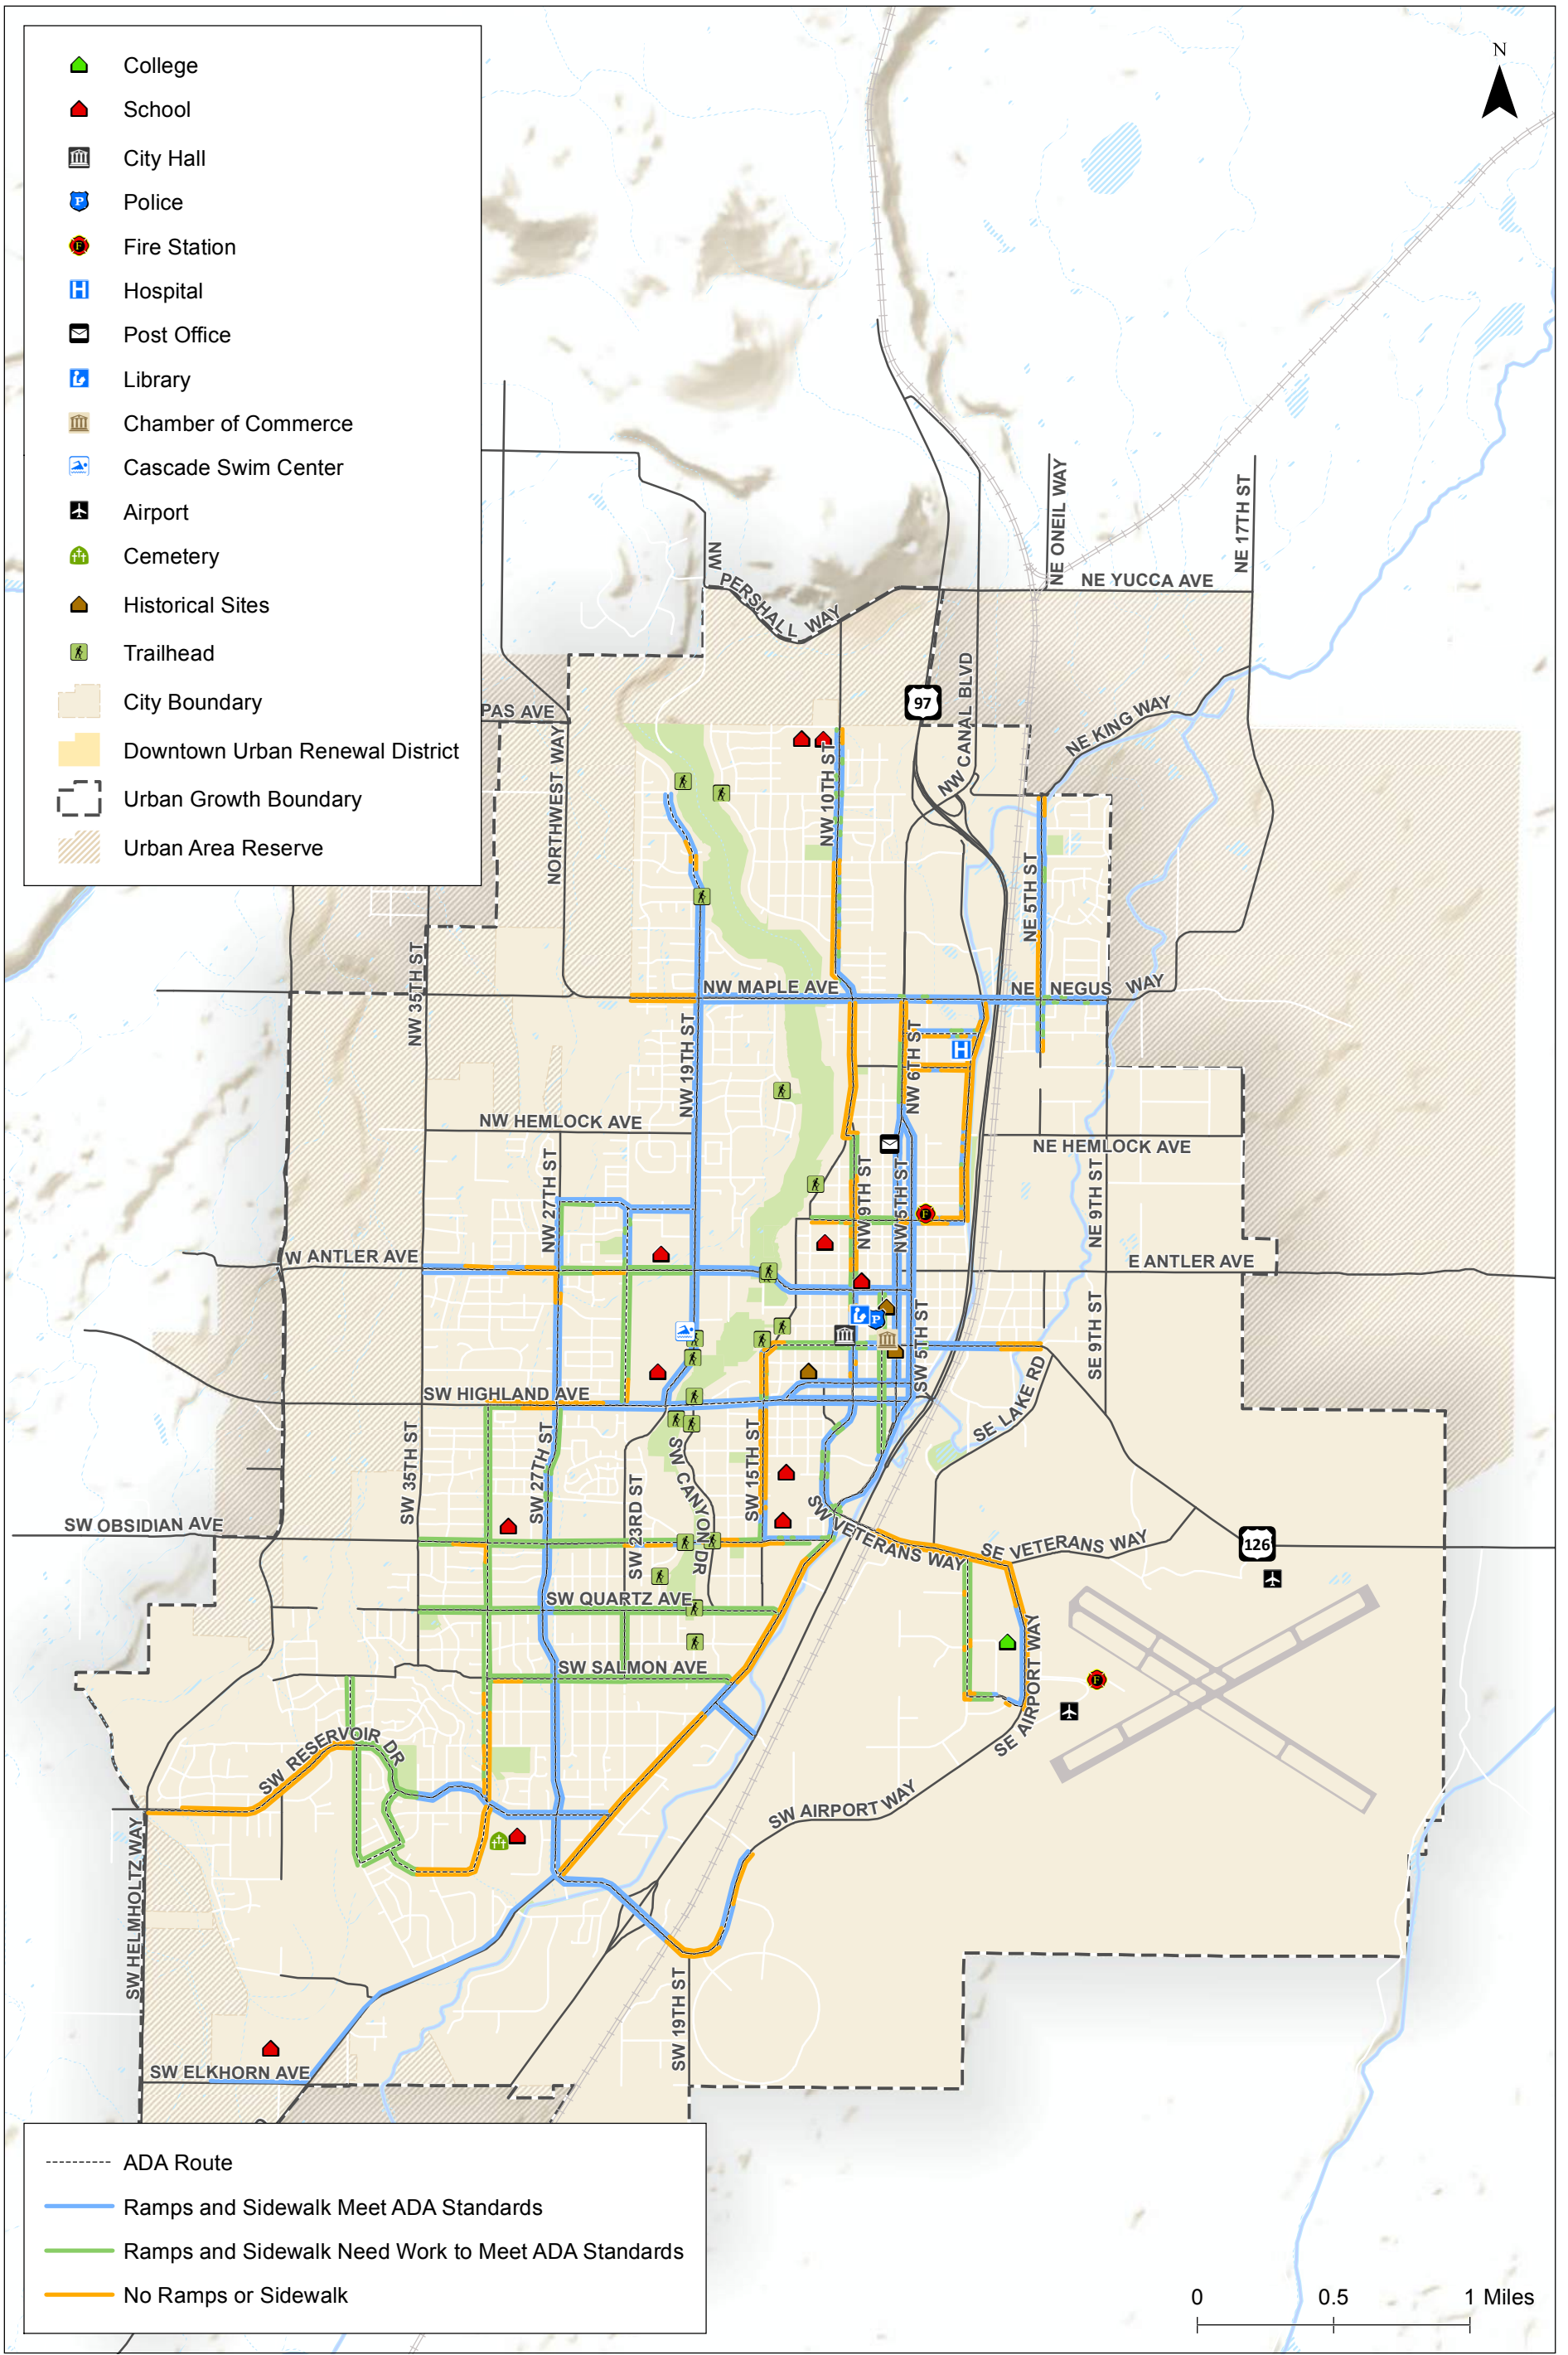 College
School
City Hall
Police
Fire Station
Hospital
Post Office
Library
Chamber of Commerce
Cascade Swim Center
Airport
Cemetery
Historical Sites
Trailhead
City Boundary
Downtown Urban Renewal District
Urban Growth Boundary
Urban Area Reserve
N
NE ONEIL WAY
NE 17TH ST
NE YUCCA AVE
NW
PERSHALL WAY
97
NW CANAL BLVD
PAS AVE
NE KING WAY
NORTHWEST WAY
NW 10TH ST
NE 5TH ST
NW 35TH ST
NW MAPLE AVE
NE NEGUS WAY
NW 19TH ST
NW 6TH ST
H
NW HEMLOCK AVE
NE HEMLOCK AVE
NW 27TH ST
NW 9TH ST
NW 5TH ST
NE 9TH ST
F
W ANTLER AVE
E ANTLER AVE
P
SW 5TH ST
SE 9TH ST
SW HIGHLAND AVE
SE LAKE RD
SW 35TH ST
SW 27TH ST
SW 23RD ST
SW CANYON DR
SW 15TH ST
SW OBSIDIAN AVE
SW VETERANS WAY
SE VETERANS WAY
126
SW QUARTZ AVE
SE AIRPORT WAY
SW SALMON AVE
F
SW RESERVOIR DR
SW AIRPORT WAY
SW HELMHOLTZ WAY
SW 19TH ST
SW ELKHORN AVE
ADA Route
Ramps and Sidewalk Meet ADA Standards
Ramps and Sidewalk Need Work to Meet ADA Standards
No Ramps or Sidewalk
0 0.5 1 Miles